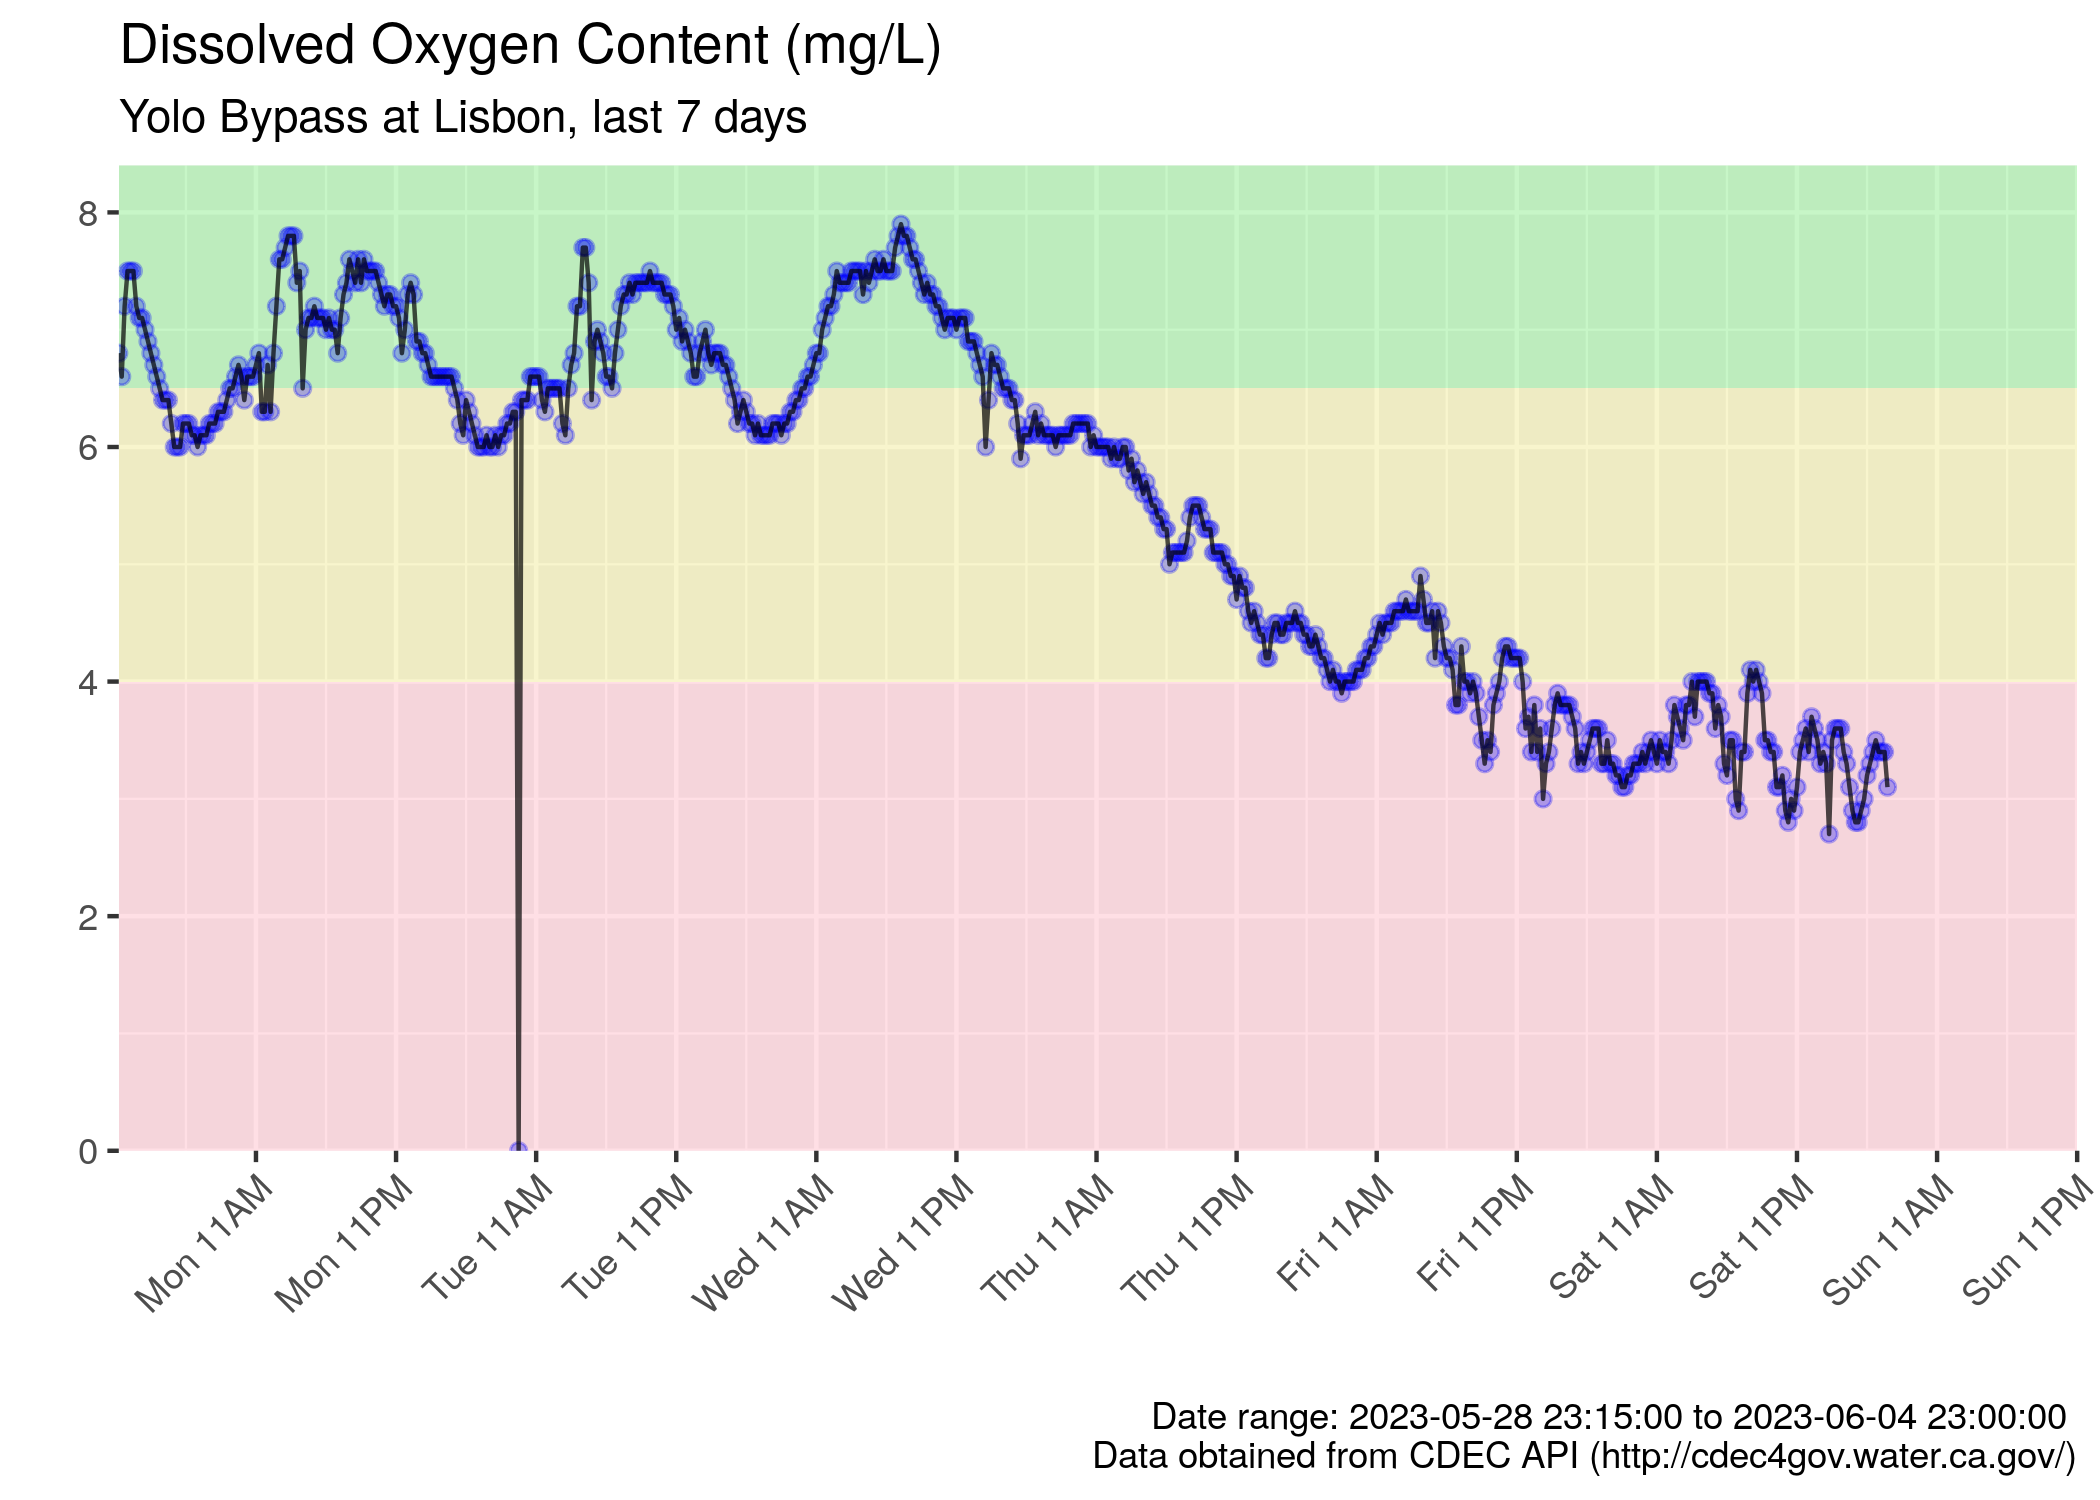 Dissolved Oxygen Content (mg/L)
Yolo Bypass at Lisbon, last 7 days
8
6
4
2
0
Mon 11AM
Mon 11PM
Tue 11AM
Tue 11PM
Wed 11AM
Wed 11PM
Thu 11AM
Thu 11PM
Fri 11AM
Fri 11PM
Sat 11AM
Sat 11PM
Sun 11AM
Sun 11PM
Date range: 2023-05-28 23:15:00 to 2023-06-04 23:00:00
Data obtained from CDEC API (http://cdec4gov.water.ca.gov/)